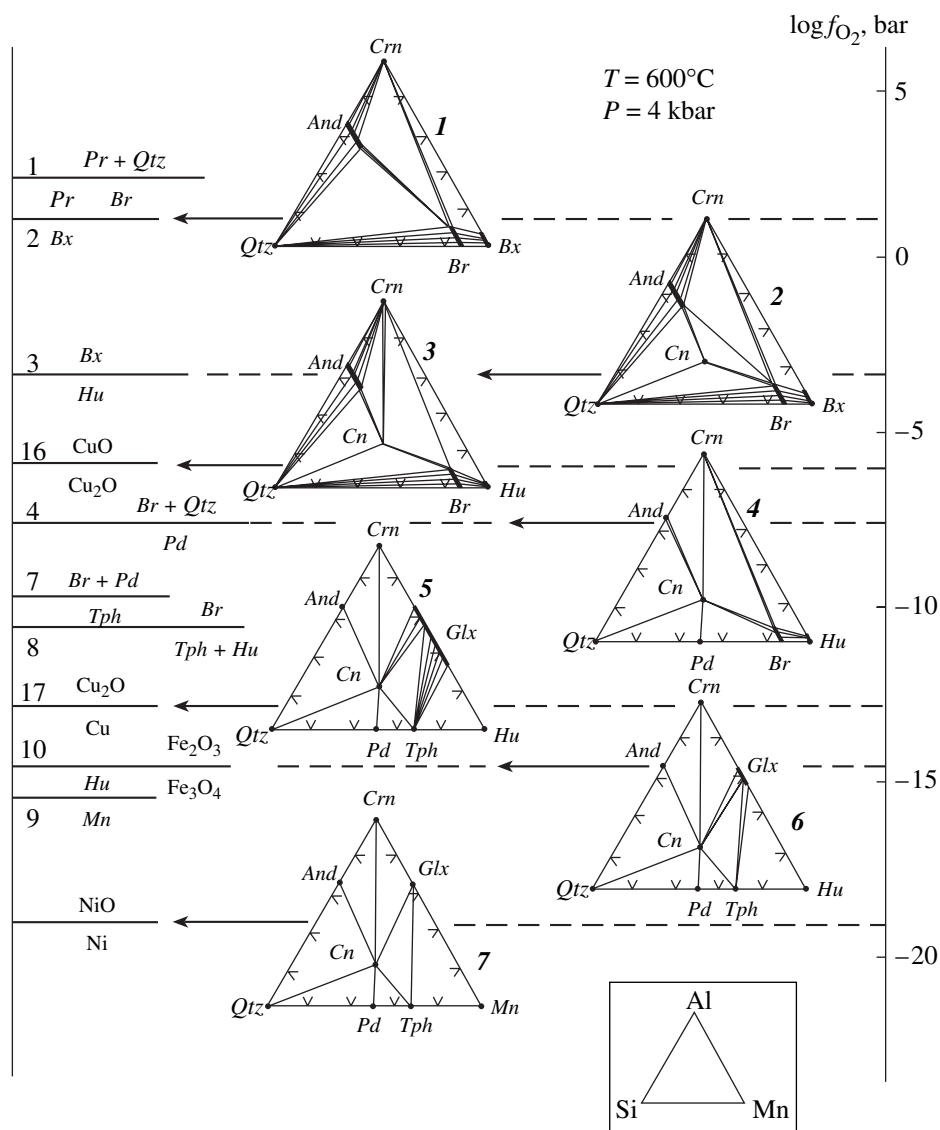 log fO2, bar
T = 600°C
P = 4 kbar
5
0
−5
−10
−15
−20
1 Pr + Qtz
Pr Br
2 Bx
3 Bx
Hu
16 CuO
Cu2O
4 Br + Qtz
Pd
7 Br + Pd
Tph Br
8 Tph + Hu
17 Cu2O
Cu
10 Fe2O3
Hu Fe3O4
9 Mn
NiO
Ni
Crn
And 1
Qtz Br Bx
Crn
And 2
Cn
Qtz Br Bx
Crn
And 3
Cn
Qtz Br Hu
Crn
And 4
Cn
Qtz Pd Br Hu
Crn
And 5 Glx
Cn
Qtz Pd Tph Hu
Crn
And Glx
Cn 6
Qtz Pd Tph Hu
Crn
And Glx
Cn 7
Qtz Pd Tph Mn
Al
Si Mn